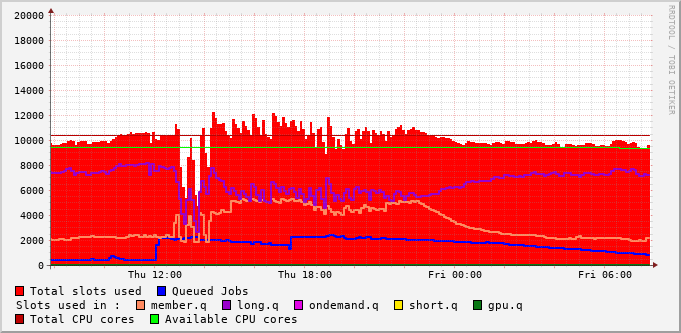 20000
18000
16000
14000
12000
10000
8000
6000
4000
2000
0
Thu 12:00 Thu 18:00 Fri 00:00 Fri 06:00
RRDTOOL / TOBI OETIKER
Total slots used Queued Jobs
Slots used in : member.q long.q ondemand.q short.q gpu.q
Total CPU cores Available CPU cores